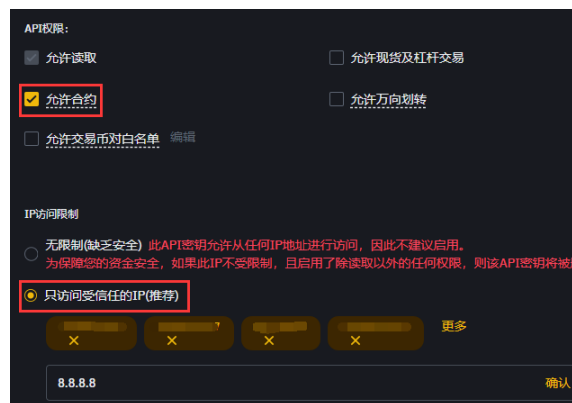 API权限：
允许读取
允许现货及杠杆交易
允许合约
允许万向划转
允许交易币对白名单 编辑
IP访问限制
无限制(缺乏安全) 此API密钥允许从任何IP地址进行访问，因此不建议启用。
为保障您的资金安全，如果此IP不受限制，且启用了除读取以外的任何权限，则该API密钥将被
只访问受信任的IP(推荐)
更多
8.8.8.8 确认